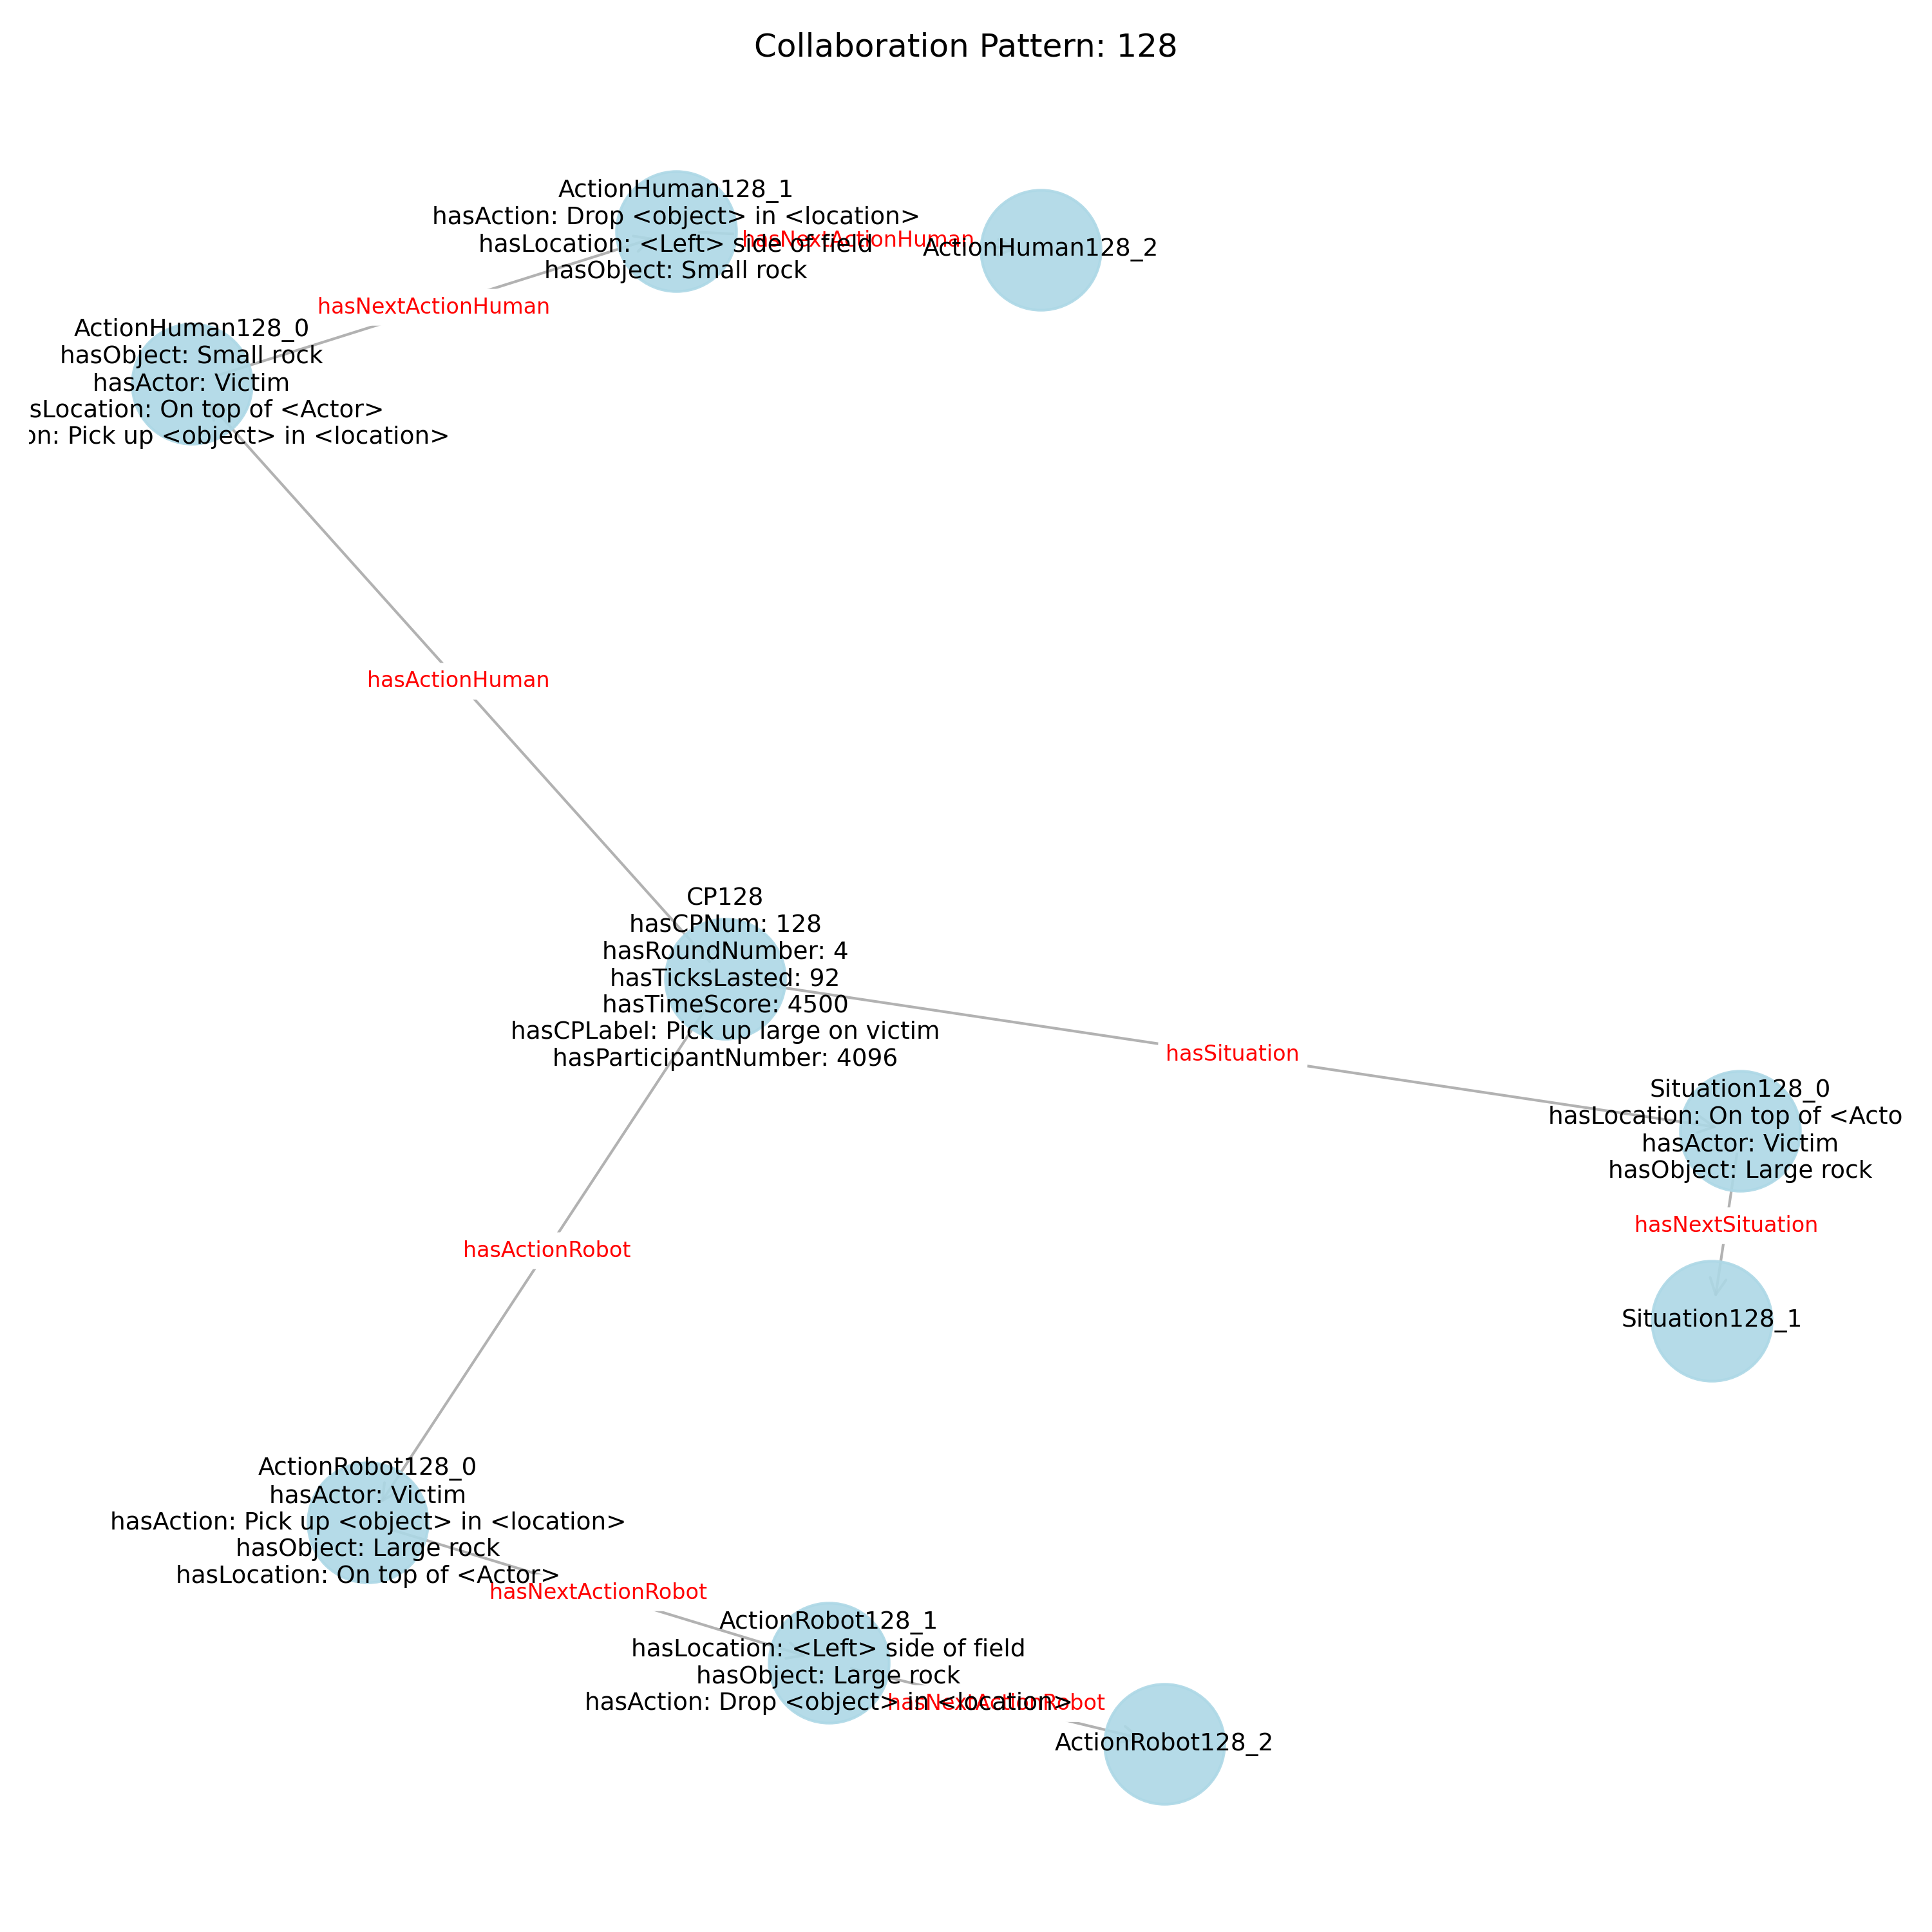 Collaboration Pattern: 128
ActionHuman128_1
hasAction: Drop <object> in <location>
hasLocation: <Left> side of field
hasObject: Small rock
hasNextActionHuman
ActionHuman128_2
hasNextActionHuman
ActionHuman128_0
hasObject: Small rock
hasActor: Victim
sLocation: On top of <Actor>
on: Pick up <object> in <location>
hasActionHuman
CP128
hasCPNum: 128
hasRoundNumber: 4
hasTicksLasted: 92
hasTimeScore: 4500
hasCPLabel: Pick up large on victim
hasParticipantNumber: 4096
hasSituation
Situation128_0
hasLocation: On top of <Acto
hasActor: Victim
hasObject: Large rock
hasNextSituation
Situation128_1
hasActionRobot
ActionRobot128_0
hasActor: Victim
hasAction: Pick up <object> in <location>
hasObject: Large rock
hasLocation: On top of <Actor>
hasNextActionRobot
ActionRobot128_1
hasLocation: <Left> side of field
hasObject: Large rock
hasAction: Drop <object> in <location>
hasNextActionRobot
ActionRobot128_2